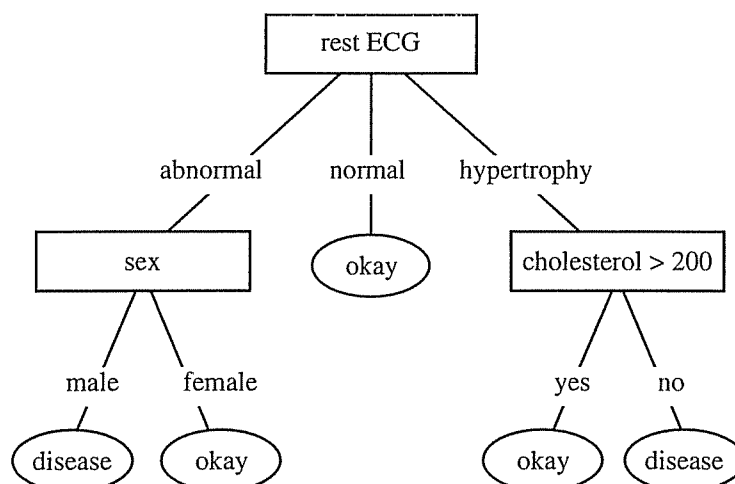 rest ECG
abnormal normal hypertrophy
sex okay cholesterol > 200
male female yes no
disease okay okay disease